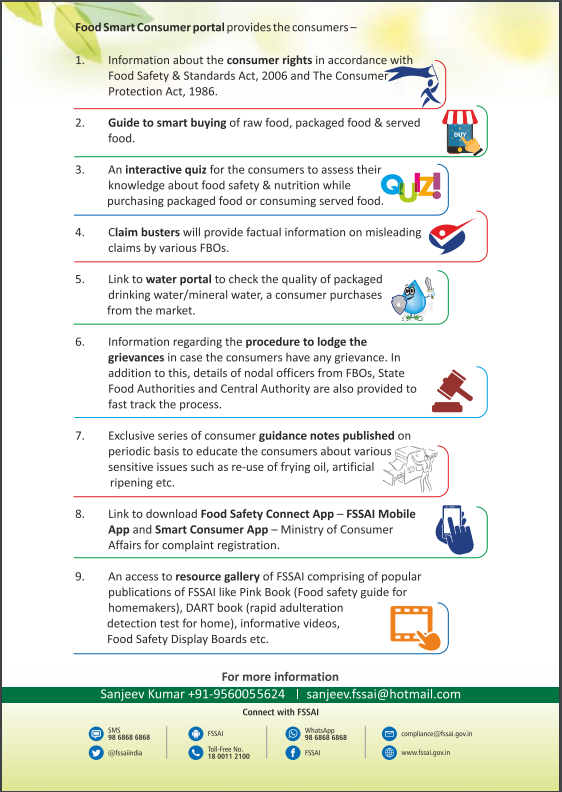 Food Smart Consumer portal provides the consumers –
1. Information about the consumer rights in accordance with
Food Safety & Standards Act, 2006 and The Consumer
Protection Act, 1986.
2. Guide to smart buying of raw food, packaged food & served
food.
BUY
3. An interactive quiz for the consumers to assess their
knowledge about food safety & nutrition while
purchasing packaged food or consuming served food.
QUIZ!
4. Claim busters will provide factual information on misleading
claims by various FBOs.
5. Link to water portal to check the quality of packaged
drinking water/mineral water, a consumer purchases
from the market.
6. Information regarding the procedure to lodge the
grievances in case the consumers have any grievance. In
addition to this, details of nodal officers from FBOs, State
Food Authorities and Central Authority are also provided to
fast track the process.
7. Exclusive series of consumer guidance notes published on
periodic basis to educate the consumers about various
sensitive issues such as re-use of frying oil, artificial
ripening etc.
8. Link to download Food Safety Connect App – FSSAI Mobile
App and Smart Consumer App – Ministry of Consumer
Affairs for complaint registration.
9. An access to resource gallery of FSSAI comprising of popular
publications of FSSAI like Pink Book (Food safety guide for
homemakers), DART book (rapid adulteration
detection test for home), informative videos,
Food Safety Display Boards etc.
For more information
Sanjeev Kumar +91-9560055624 | sanjeev.fssai@hotmail.com
Connect with FSSAI
SMS
98 6868 6868
FSSAI
WhatsApp
98 6868 6868
compliance@fssai.gov.in
@fssaiindia
Toll-Free No.
18 0011 2100
FSSAI
www.fssai.gov.in